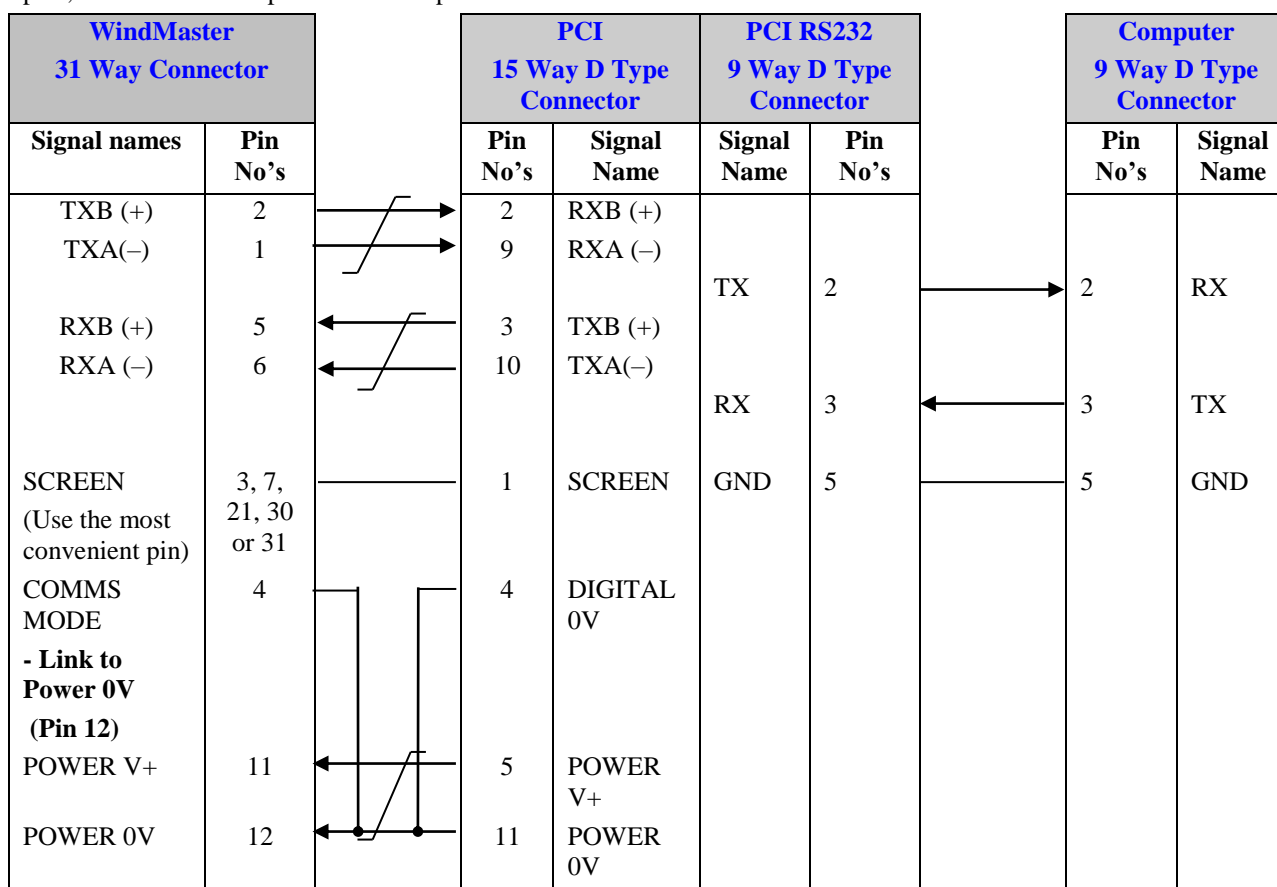 WindMaster PCI PCI RS232 Computer
31 Way Connector 15 Way D Type 9 Way D Type 9 Way D Type
Connector Connector Connector
Signal names Pin Pin Signal Signal Pin Pin Signal
No’s No’s Name Name No’s No’s Name
TXB (+) 2 2 RXB (+)
TXA(–) 1 9 RXA (–)
TX 2 2 RX
RXB (+) 5 3 TXB (+)
RXA (–) 6 10 TXA(–)
RX 3 3 TX
SCREEN 3, 7, 1 SCREEN GND 5 5 GND
(Use the most 21, 30
convenient pin) or 31
COMMS 4 4 DIGITAL
MODE 0V
- Link to
Power 0V
(Pin 12)
POWER V+ 11 5 POWER
V+
POWER 0V 12 11 POWER
0V